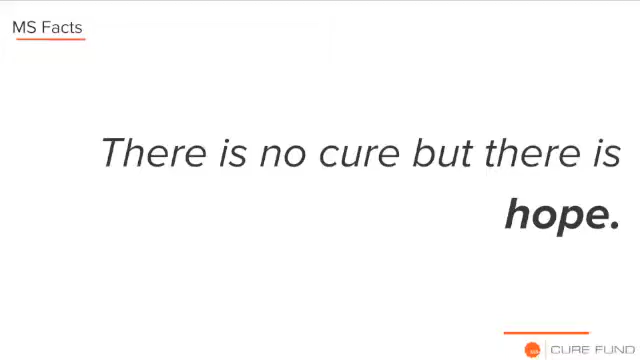 MS Facts
There is no cure but there is
hope.
CURE FUND